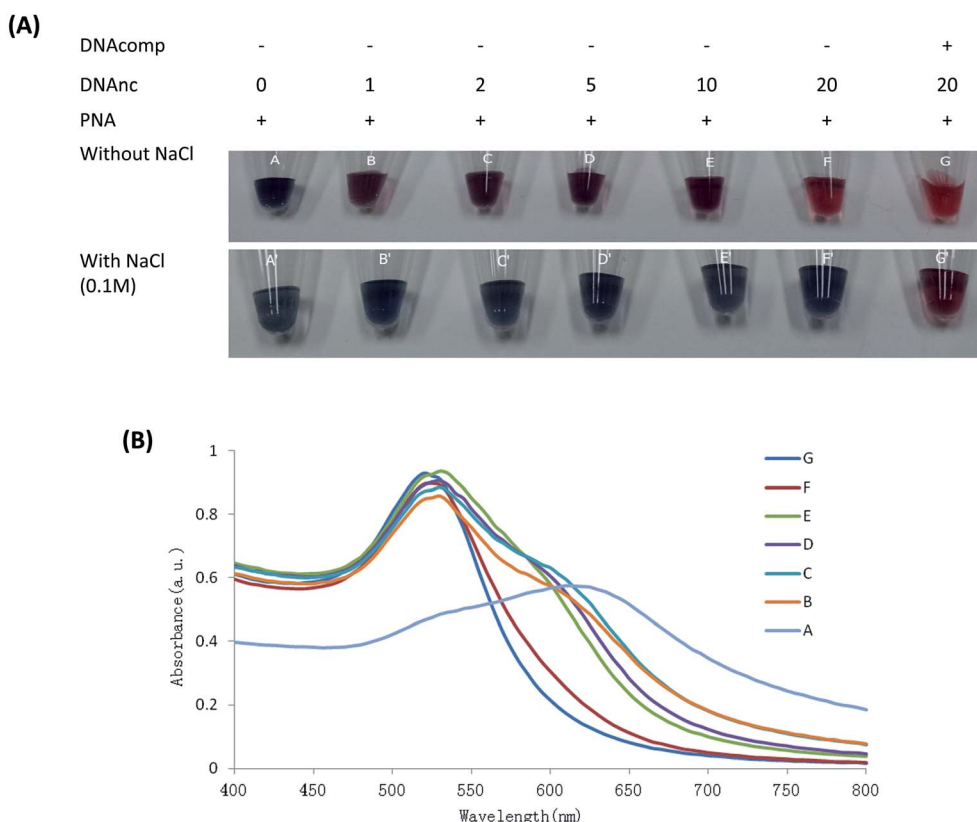 (A)
DNAcomp - - - - - - +
DNAnc 0 1 2 5 10 20 20
PNA + + + + + + +
Without NaCl
A B C D E F G
With NaCl
(0.1M)
A' B' C' D' E' F' G'
(B)
1
0.8
0.6
0.4
0.2
0
Absorbance(a. u.)
400 450 500 550 600 650 700 750 800
Wavelength(nm)
G
F
E
D
C
B
A